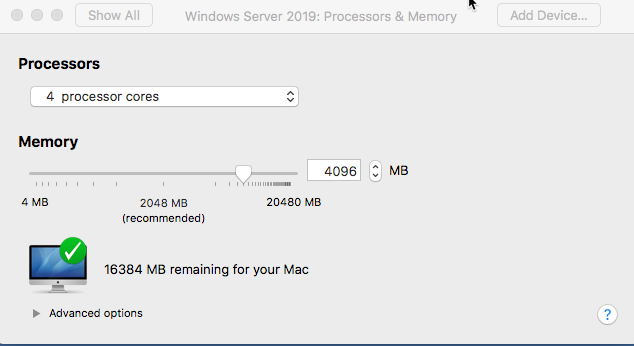 Show All
Windows Server 2019: Processors & Memory
Add Device...
Processors
4 processor cores
Memory
4096 MB
4 MB
2048 MB
20480 MB
(recommended)
16384 MB remaining for your Mac
Advanced options
?